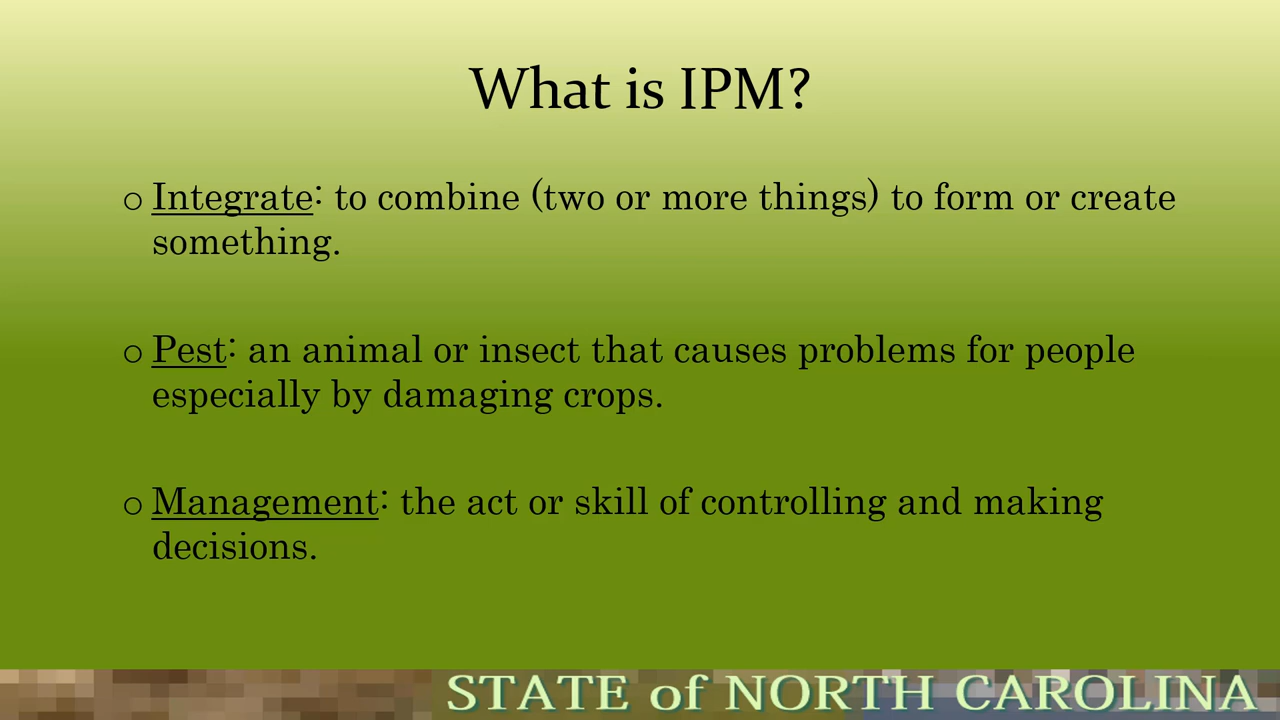 What is IPM?
o Integrate: to combine (two or more things) to form or create
something.
o Pest: an animal or insect that causes problems for people
especially by damaging crops.
o Management: the act or skill of controlling and making
decisions.
STATE of NORTH CAROLINA